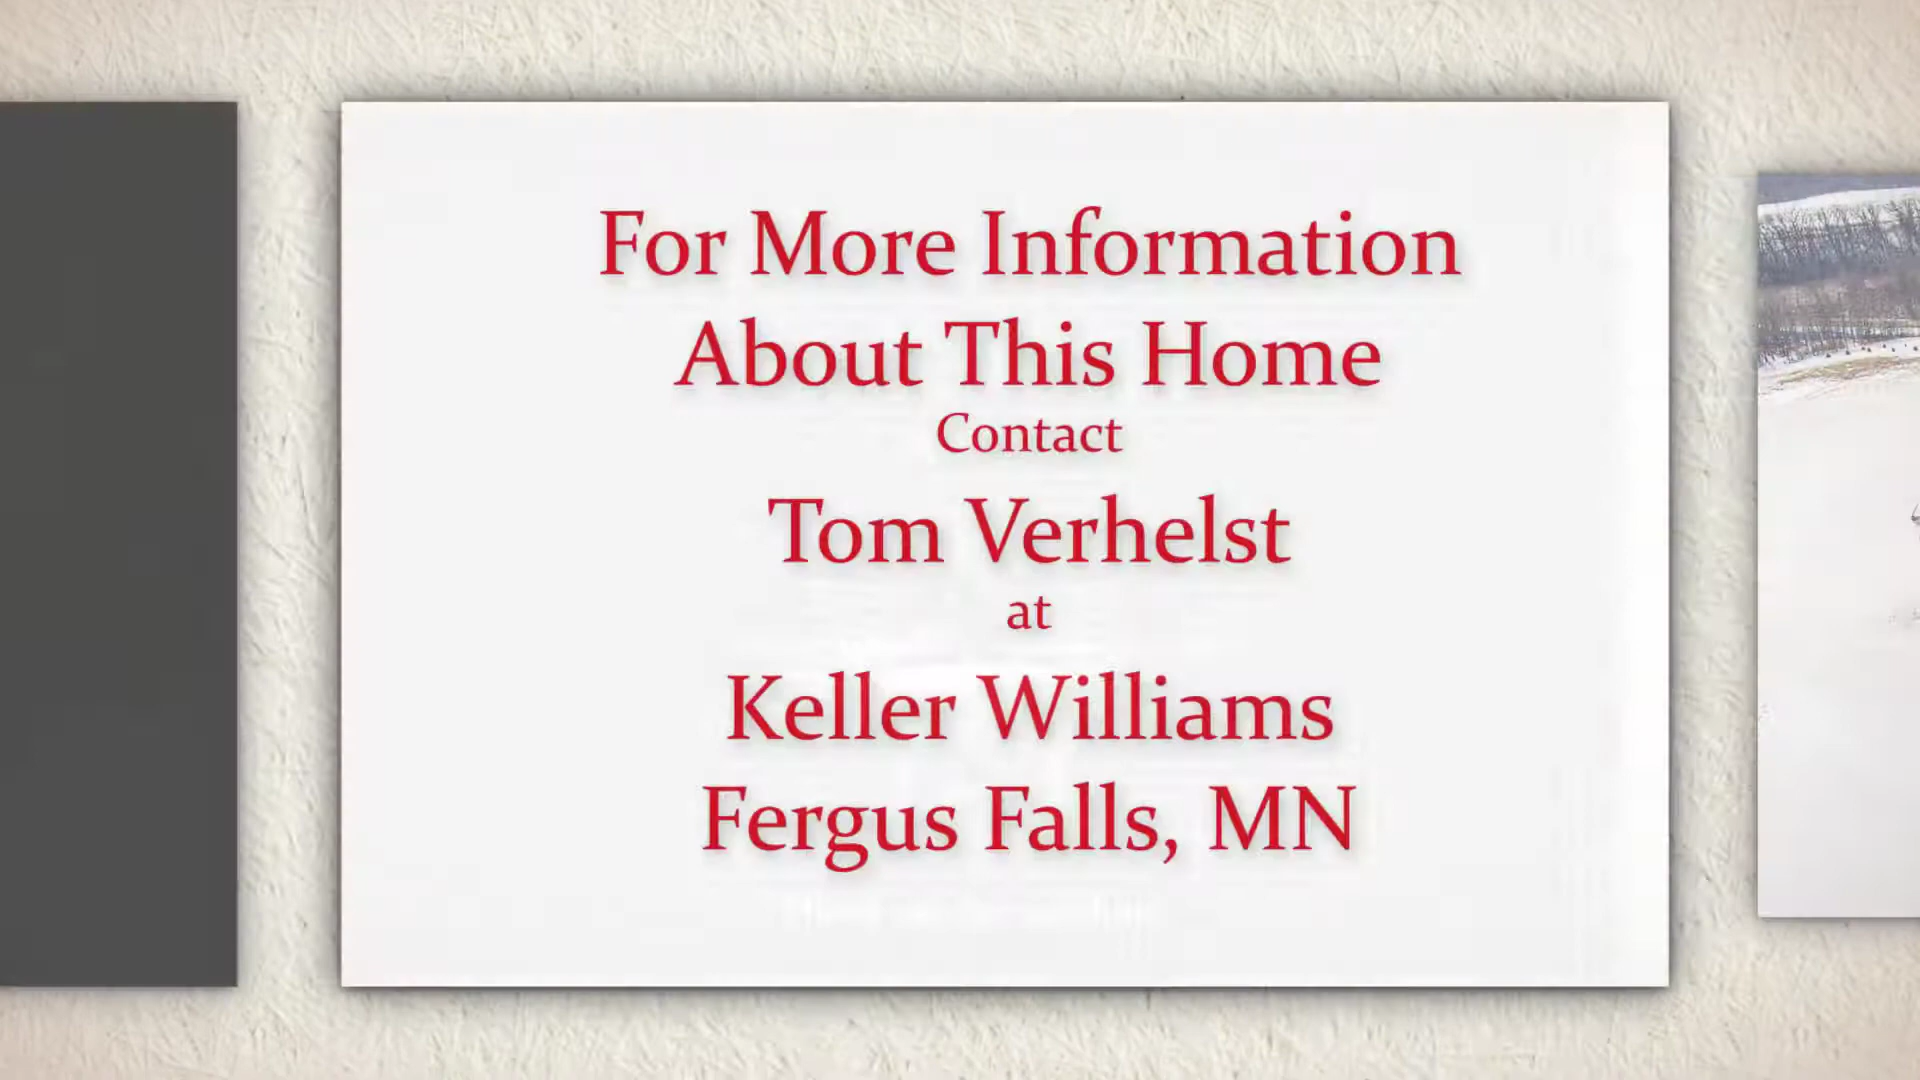 For More Information
About This Home
Contact
Tom Verhelst
at
Keller Williams
Fergus Falls, MN